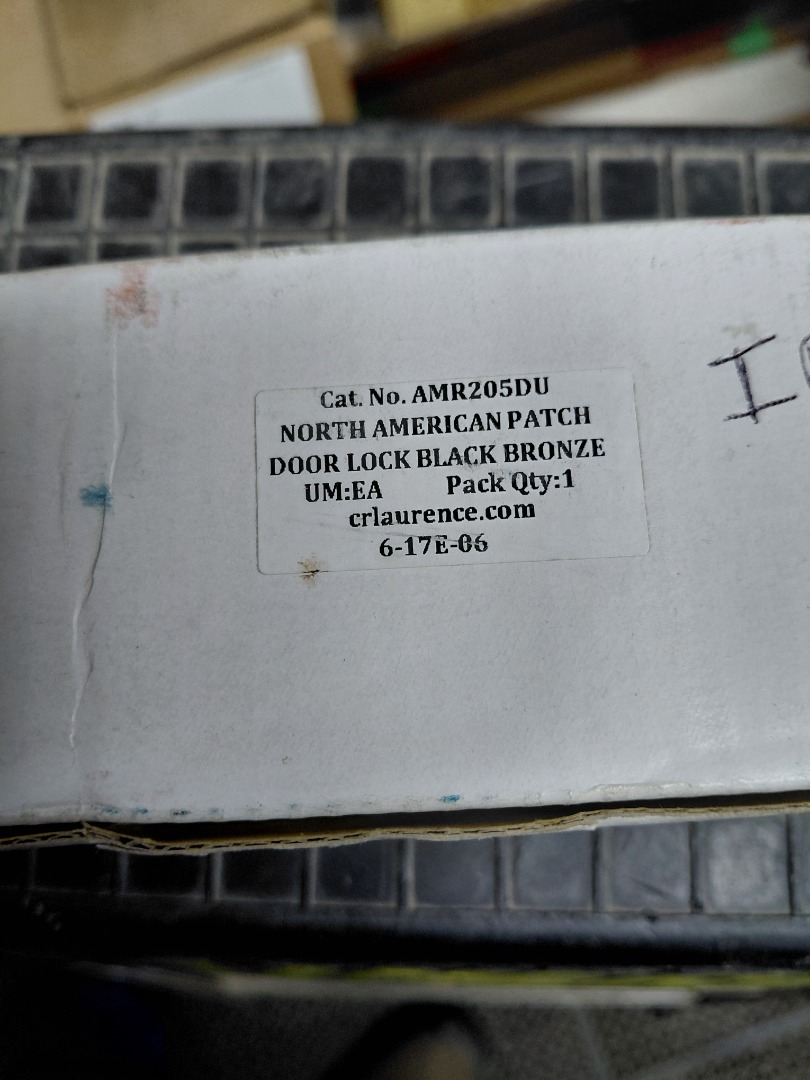 Cat. No. AMR205DU
NORTH AMERICAN PATCH
DOOR LOCK BLACK BRONZE
UM:EA Pack Qty:1
crlaurence.com
6-17E-06